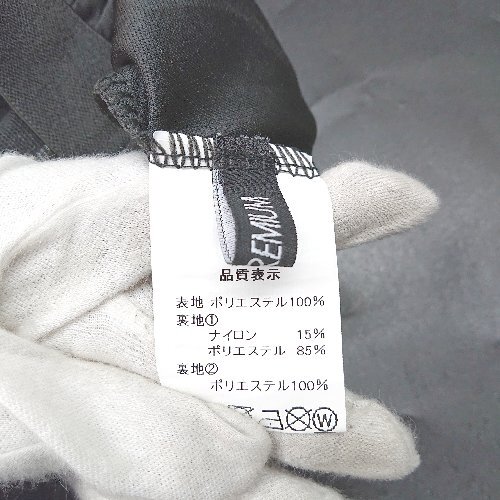 REMIUM
品質表示
表地 ポリエステル100%
裏地①
ナイロン 15%
ポリエステル 85%
裏地②
ポリエステル100%
W